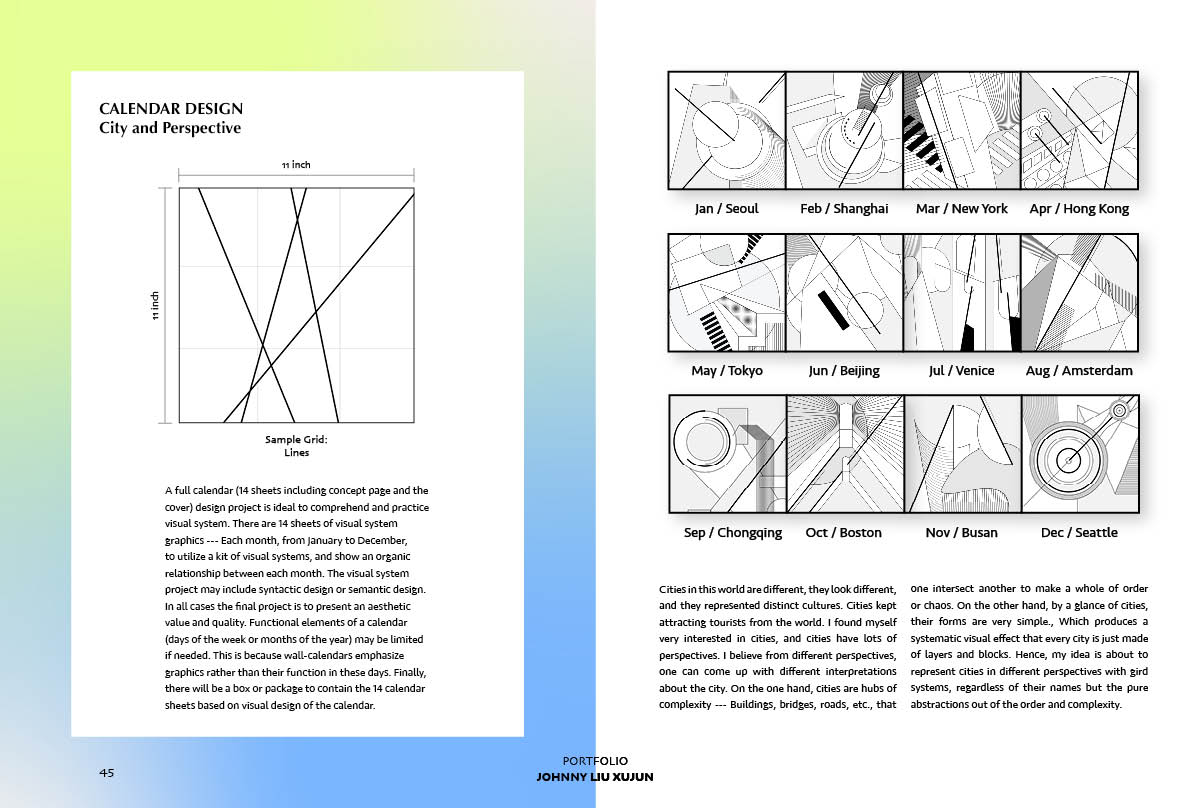 CALENDAR DESIGN
City and Perspective
11 inch
11 inch
Sample Grid:
Lines
A full calendar (14 sheets including concept page and the
cover) design project is ideal to comprehend and practice
visual system. There are 14 sheets of visual system
graphics --- Each month, from January to December,
to utilize a kit of visual systems, and show an organic
relationship between each month. The visual system
project may include syntactic design or semantic design.
In all cases the final project is to present an aesthetic
value and quality. Functional elements of a calendar
(days of the week or months of the year) may be limited
if needed. This is because wall-calendars emphasize
graphics rather than their function in these days. Finally,
there will be a box or package to contain the 14 calendar
sheets based on visual design of the calendar.
45
Jan / Seoul
Feb / Shanghai
Mar / New York
Apr / Hong Kong
May / Tokyo
Jun / Beijing
Jul / Venice
Aug / Amsterdam
Sep / Chongqing
Oct / Boston
Nov / Busan
Dec / Seattle
Cities in this world are different, they look different,
and they represented distinct cultures. Cities kept
attracting tourists from the world. I found myself
very interested in cities, and cities have lots of
perspectives. I believe from different perspectives,
one can come up with different interpretations
about the city. On the one hand, cities are hubs of
complexity --- Buildings, bridges, roads, etc., that
one intersect another to make a whole of order
or chaos. On the other hand, by a glance of cities,
their forms are very simple., Which produces a
systematic visual effect that every city is just made
of layers and blocks. Hence, my idea is about to
represent cities in different perspectives with gird
systems, regardless of their names but the pure
abstractions out of the order and complexity.
PORTFOLIO
JOHNNY LIU XUJUN